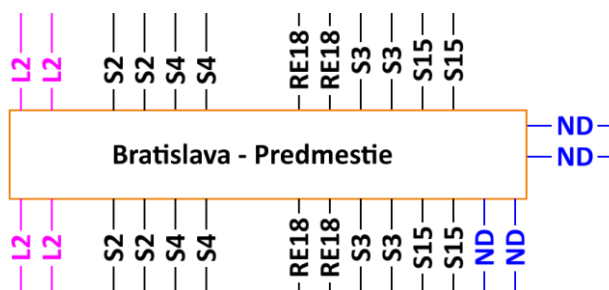 L2 L2 S2 S2 S4 S4 RE18 RE18 S3 S3 S15 S15
ND
Bratislava - Predmestie
ND
L2 L2 S2 S2 S4 S4 RE18 RE18 S3 S3 S15 S15 ND ND